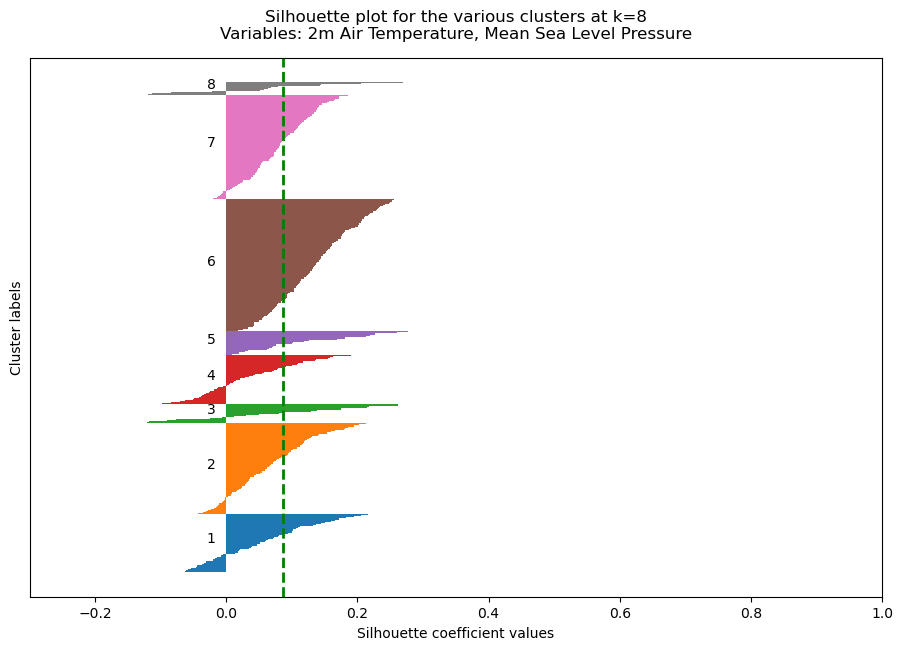 Silhouette plot for the various clusters at k=8
Variables: 2m Air Temperature, Mean Sea Level Pressure
8
7
6
5
4
3
2
1
Cluster labels
−0.2 0.0 0.2 0.4 0.6 0.8 1.0
Silhouette coefficient values